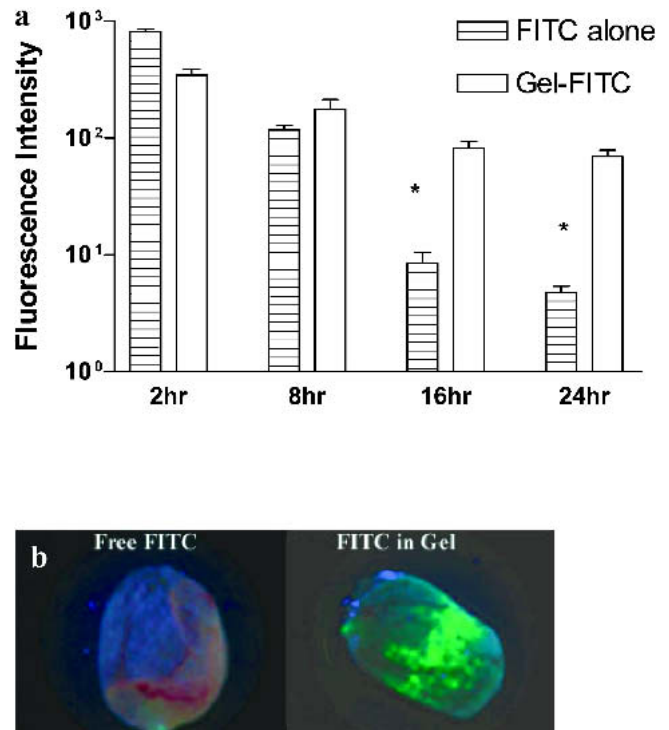 a
10³
10²
10¹
10⁰
Fluorescence Intensity
FITC alone
Gel-FITC
*
*
2hr 8hr 16hr 24hr
b
Free FITC
FITC in Gel